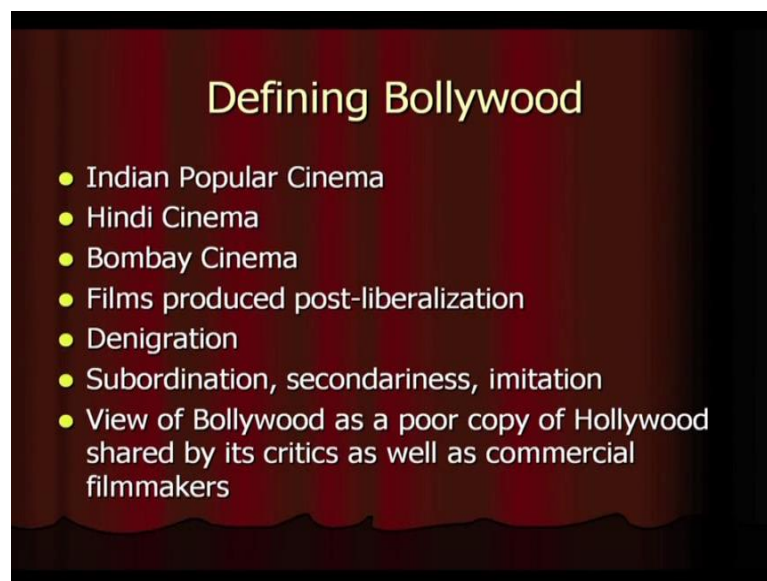 Defining Bollywood
Indian Popular Cinema
Hindi Cinema
Bombay Cinema
Films produced post-liberalization
Denigration
Subordination, secondariness, imitation
View of Bollywood as a poor copy of Hollywood
shared by its critics as well as commercial
filmmakers